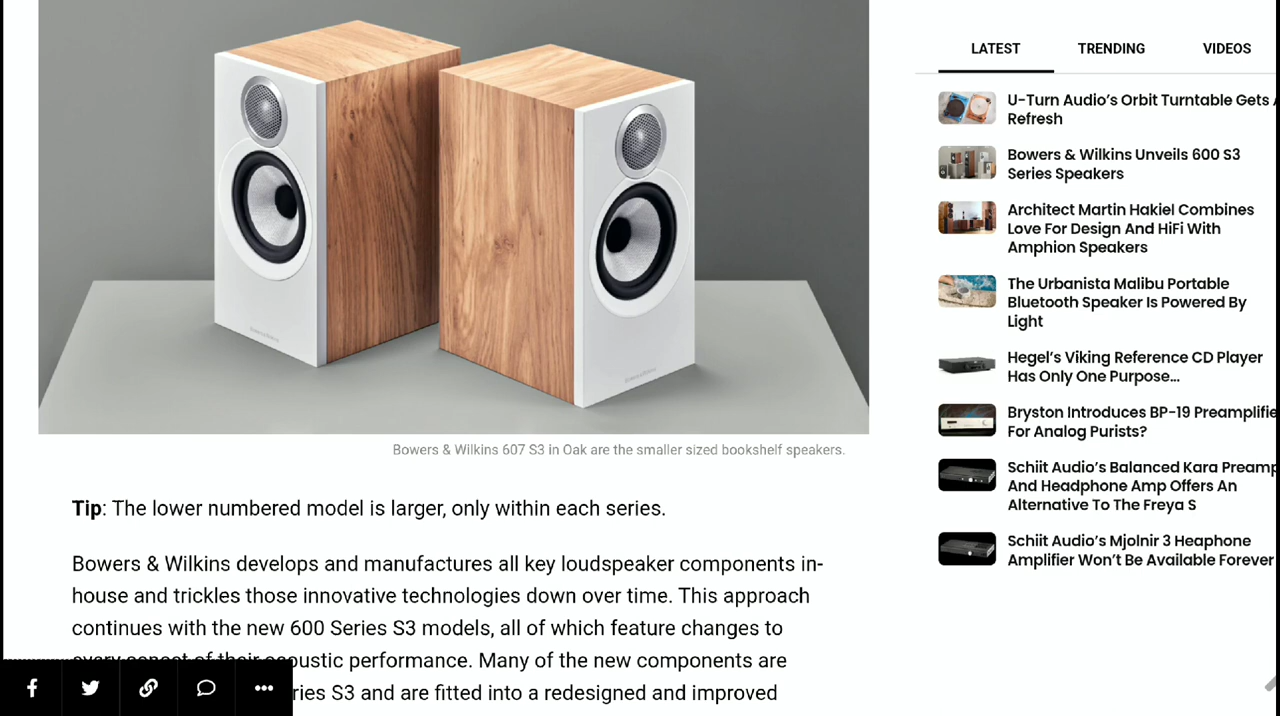 LATEST
TRENDING
VIDEOS
U-Turn Audio's Orbit Turntable Gets
Refresh
Bowers & Wilkins Unveils 600 S3
Series Speakers
Architect Martin Hakiel Combines
Love For Design And HiFi With
Amphion Speakers
The Urbanista Malibu Portable
Bluetooth Speaker Is Powered By
Light
Hegel's Viking Reference CD Player
Has Only One Purpose...
Bryston Introduces BP-19 Preamplifie
For Analog Purists?
Schiit Audio's Balanced Kara Preamp
And Headphone Amp Offers An
Alternative To The Freya S
Schiit Audio's Mjolnir 3 Heaphone
Amplifier Won't Be Available Forever
Bowers & Wilkins 607 S3 in Oak are the smaller sized bookshelf speakers.
Tip: The lower numbered model is larger, only within each series.
Bowers & Wilkins develops and manufactures all key loudspeaker components in-
house and trickles those innovative technologies down over time. This approach
continues with the new 600 Series S3 models, all of which feature changes to
every aspect of their acoustic performance. Many of the new components are
ries S3 and are fitted into a redesigned and improved